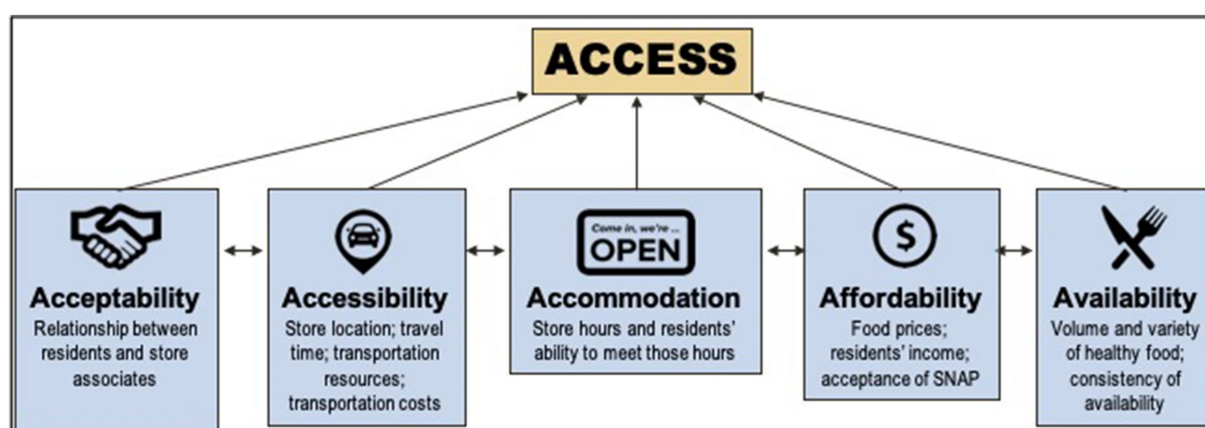 ACCESS
Acceptability
Relationship between
residents and store
associates
Accessibility
Store location; travel
time; transportation
resources;
transportation costs
Come in, we're ...
OPEN
Accommodation
Store hours and residents'
ability to meet those hours
$
Affordability
Food prices;
residents' income;
acceptance of SNAP
Availability
Volume and variety
of healthy food;
consistency of
availability